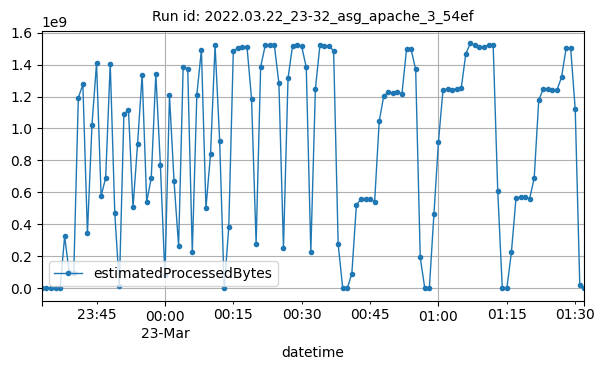 Run id: 2022.03.22_23-32_asg_apache_3_54ef
1e9
1.6
1.4
1.2
1.0
0.8
0.6
0.4
0.2
0.0
estimatedProcessedBytes
23:45 00:00 00:15 00:30 00:45 01:00 01:15 01:30
23-Mar
datetime